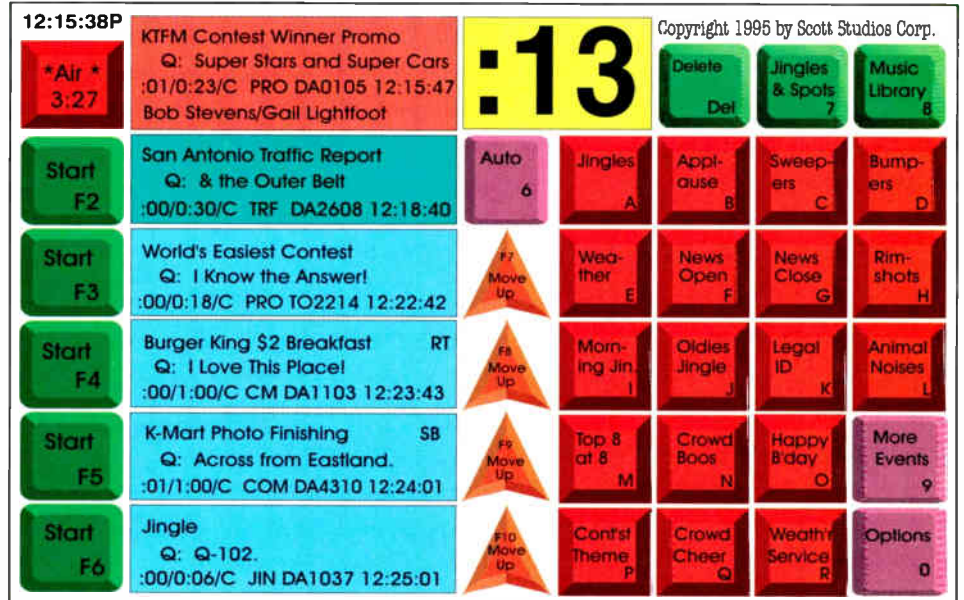 12:15:38P
*Air *
3:27
KTFM Contest Winner Promo
Q: Super Stars and Super Cars
:01/0:23/C PRO DA0105 12:15:47
Bob Stevens/Gail Lightfoot
:13
Copyright 1995 by Scott Studios Corp.
Delete
Del
Jingles
& Spots
7
Music
Library
8
Start
F2
San Antonio Traffic Report
Q: & the Outer Belt
:00/0:30/C TRF DA2608 12:18:40
Auto
6
Jingles
A
Appl-
ause
B
Sweep-
ers
C
Bump-
ers
D
Start
F3
World's Easiest Contest
Q: I Know the Answer!
:00/0:18/C PRO TO2214 12:22:42
F7
Move
Up
Wea-
ther
E
News
Open
F
News
Close
G
Rim-
shots
H
Start
F4
Burger King $2 Breakfast RT
Q: I Love This Place!
:00/1:00/C CM DA1103 12:23:43
F8
Move
Up
Morn-
ing Jin.
I
Oldies
Jingle
J
Legal
ID
K
Animal
Noises
L
Start
F5
K-Mart Photo Finishing SB
Q: Across from Eastland.
:01/1:00/C COM DA4310 12:24:01
F9
Move
Up
Top 8
at 8
M
Crowd
Boos
N
Happy
B'day
O
More
Events
9
Start
F6
Jingle
Q: Q-102.
:00/0:06/C JIN DA1037 12:25:01
F10
Move
Up
Cont'st
Theme
P
Crowd
Cheer
Q
Weath'r
Service
R
Options
0